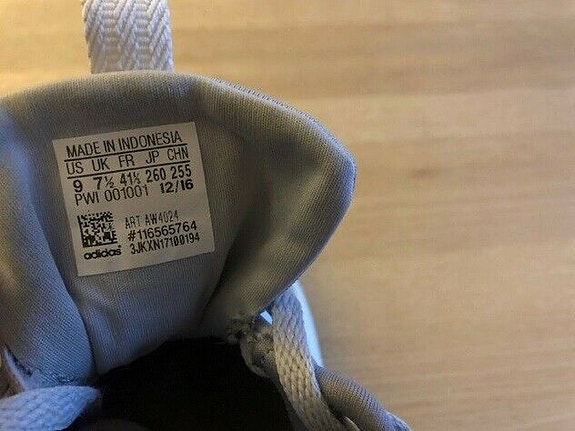 MADE IN INDONESIA
US UK FR JP CHN
9 7½ 41⅓ 260 255
PWI 001001 12/16
ART AW4024
#116565764
3JKXN17100194
adidas